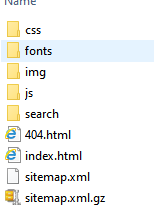 Name
css
fonts
img
js
search
404.html
index.html
sitemap.xml
sitemap.xml.gz